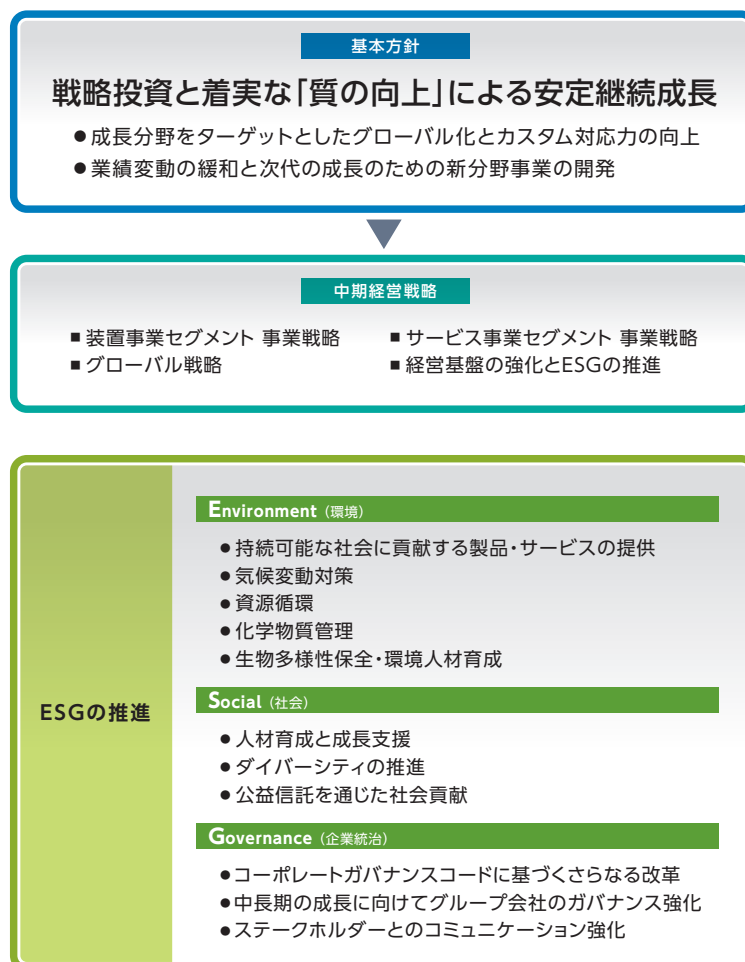 基本方針
戦略投資と着実な「質の向上」による安定継続成長
●成長分野をターゲットとしたグローバル化とカスタム対応力の向上
●業績変動の緩和と次代の成長のための新分野事業の開発
中期経営戦略
■装置事業セグメント 事業戦略
■サービス事業セグメント 事業戦略
■グローバル戦略
■経営基盤の強化とESGの推進
ESGの推進
Environment（環境）
●持続可能な社会に貢献する製品・サービスの提供
●気候変動対策
●資源循環
●化学物質管理
●生物多様性保全・環境人材育成
Social（社会）
●人材育成と成長支援
●ダイバーシティの推進
●公益信託を通じた社会貢献
Governance（企業統治）
●コーポレートガバナンスコードに基づくさらなる改革
●中長期の成長に向けてグループ会社のガバナンス強化
●ステークホルダーとのコミュニケーション強化